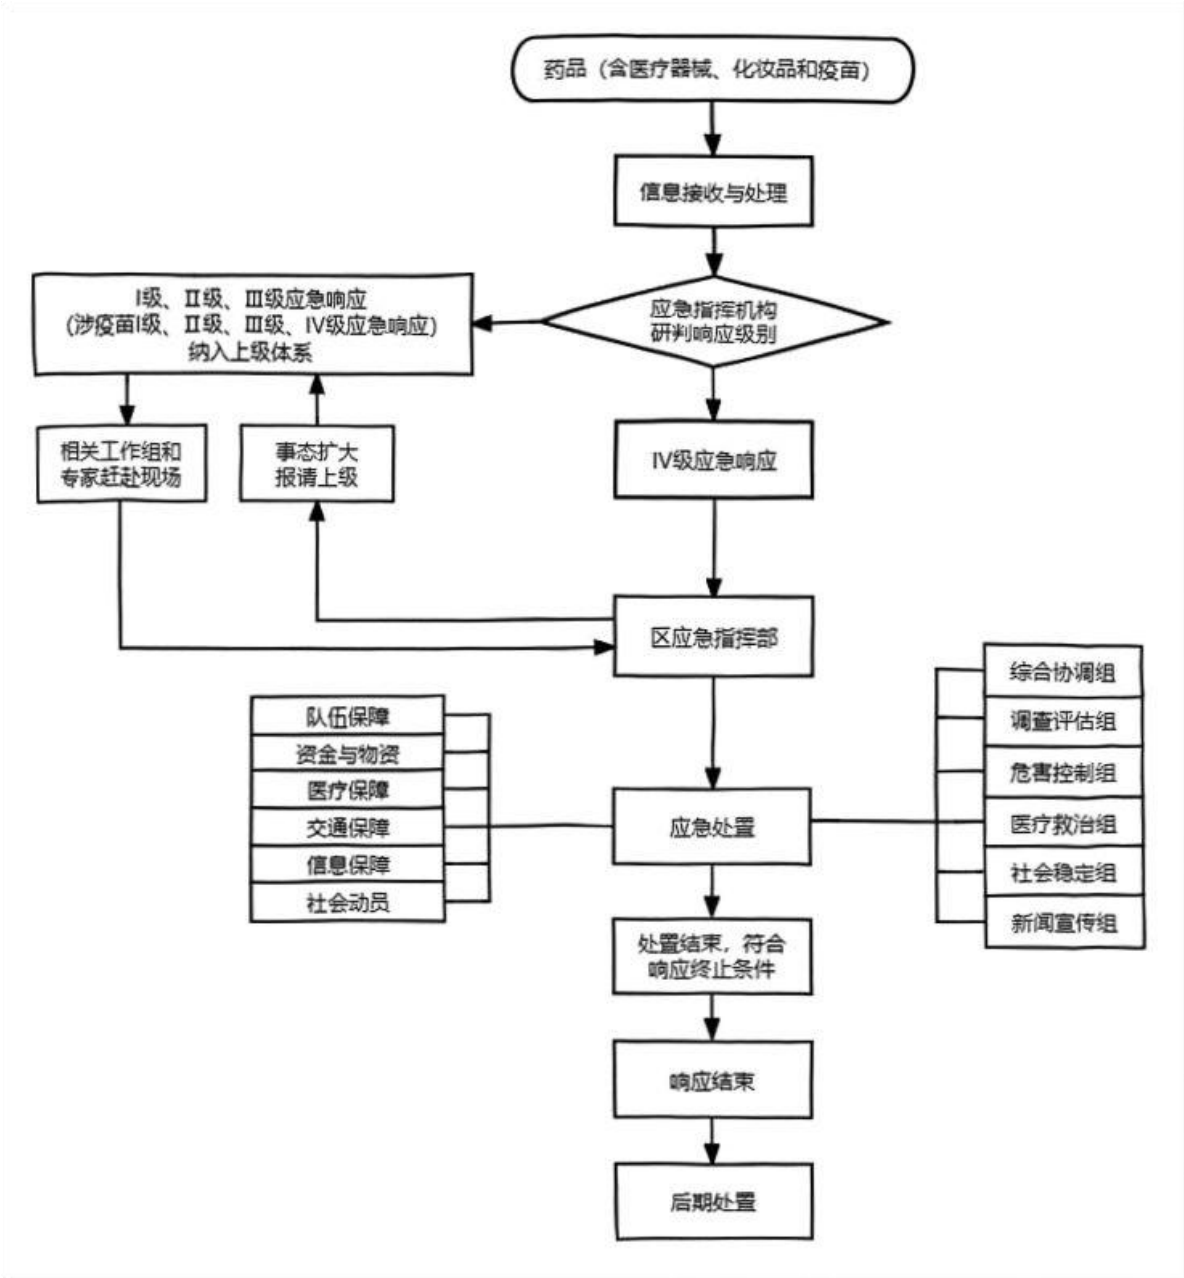 药品（含医疗器械、化妆品和疫苗）
信息接收与处理
应急指挥机构
研判响应级别
I级、II级、III级应急响应
（涉疫苗I级、II级、III级、IV级应急响应）
纳入上级体系
相关工作组和
专家赶赴现场
事态扩大
报请上级
IV级应急响应
区应急指挥部
队伍保障
资金与物资
医疗保障
交通保障
信息保障
社会动员
应急处置
综合协调组
调查评估组
危害控制组
医疗救治组
社会稳定组
新闻宣传组
处置结束，符合
响应终止条件
响应结束
后期处置